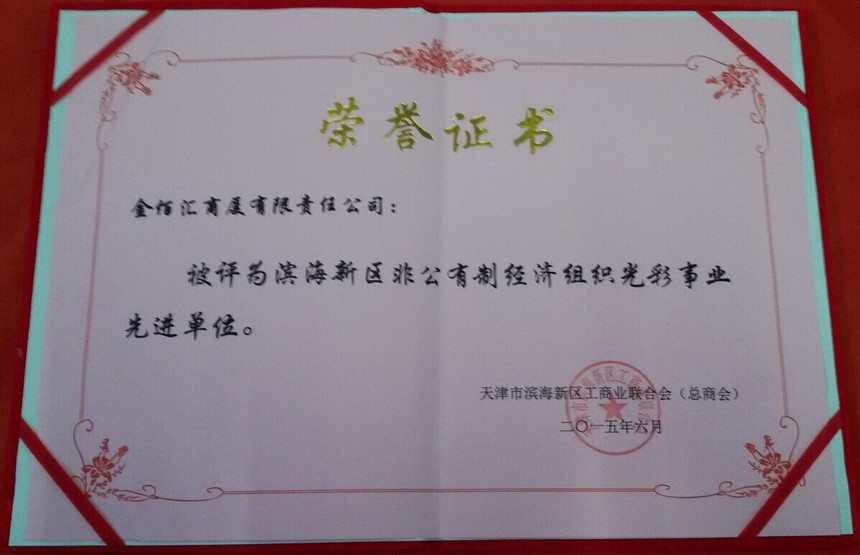 荣誉证书
金佰汇商厦有限责任公司：
被评为滨海新区非公有制经济组织光彩事业
先进单位。
天津市滨海新区工商业联合会（总商会）
二〇一五年六月